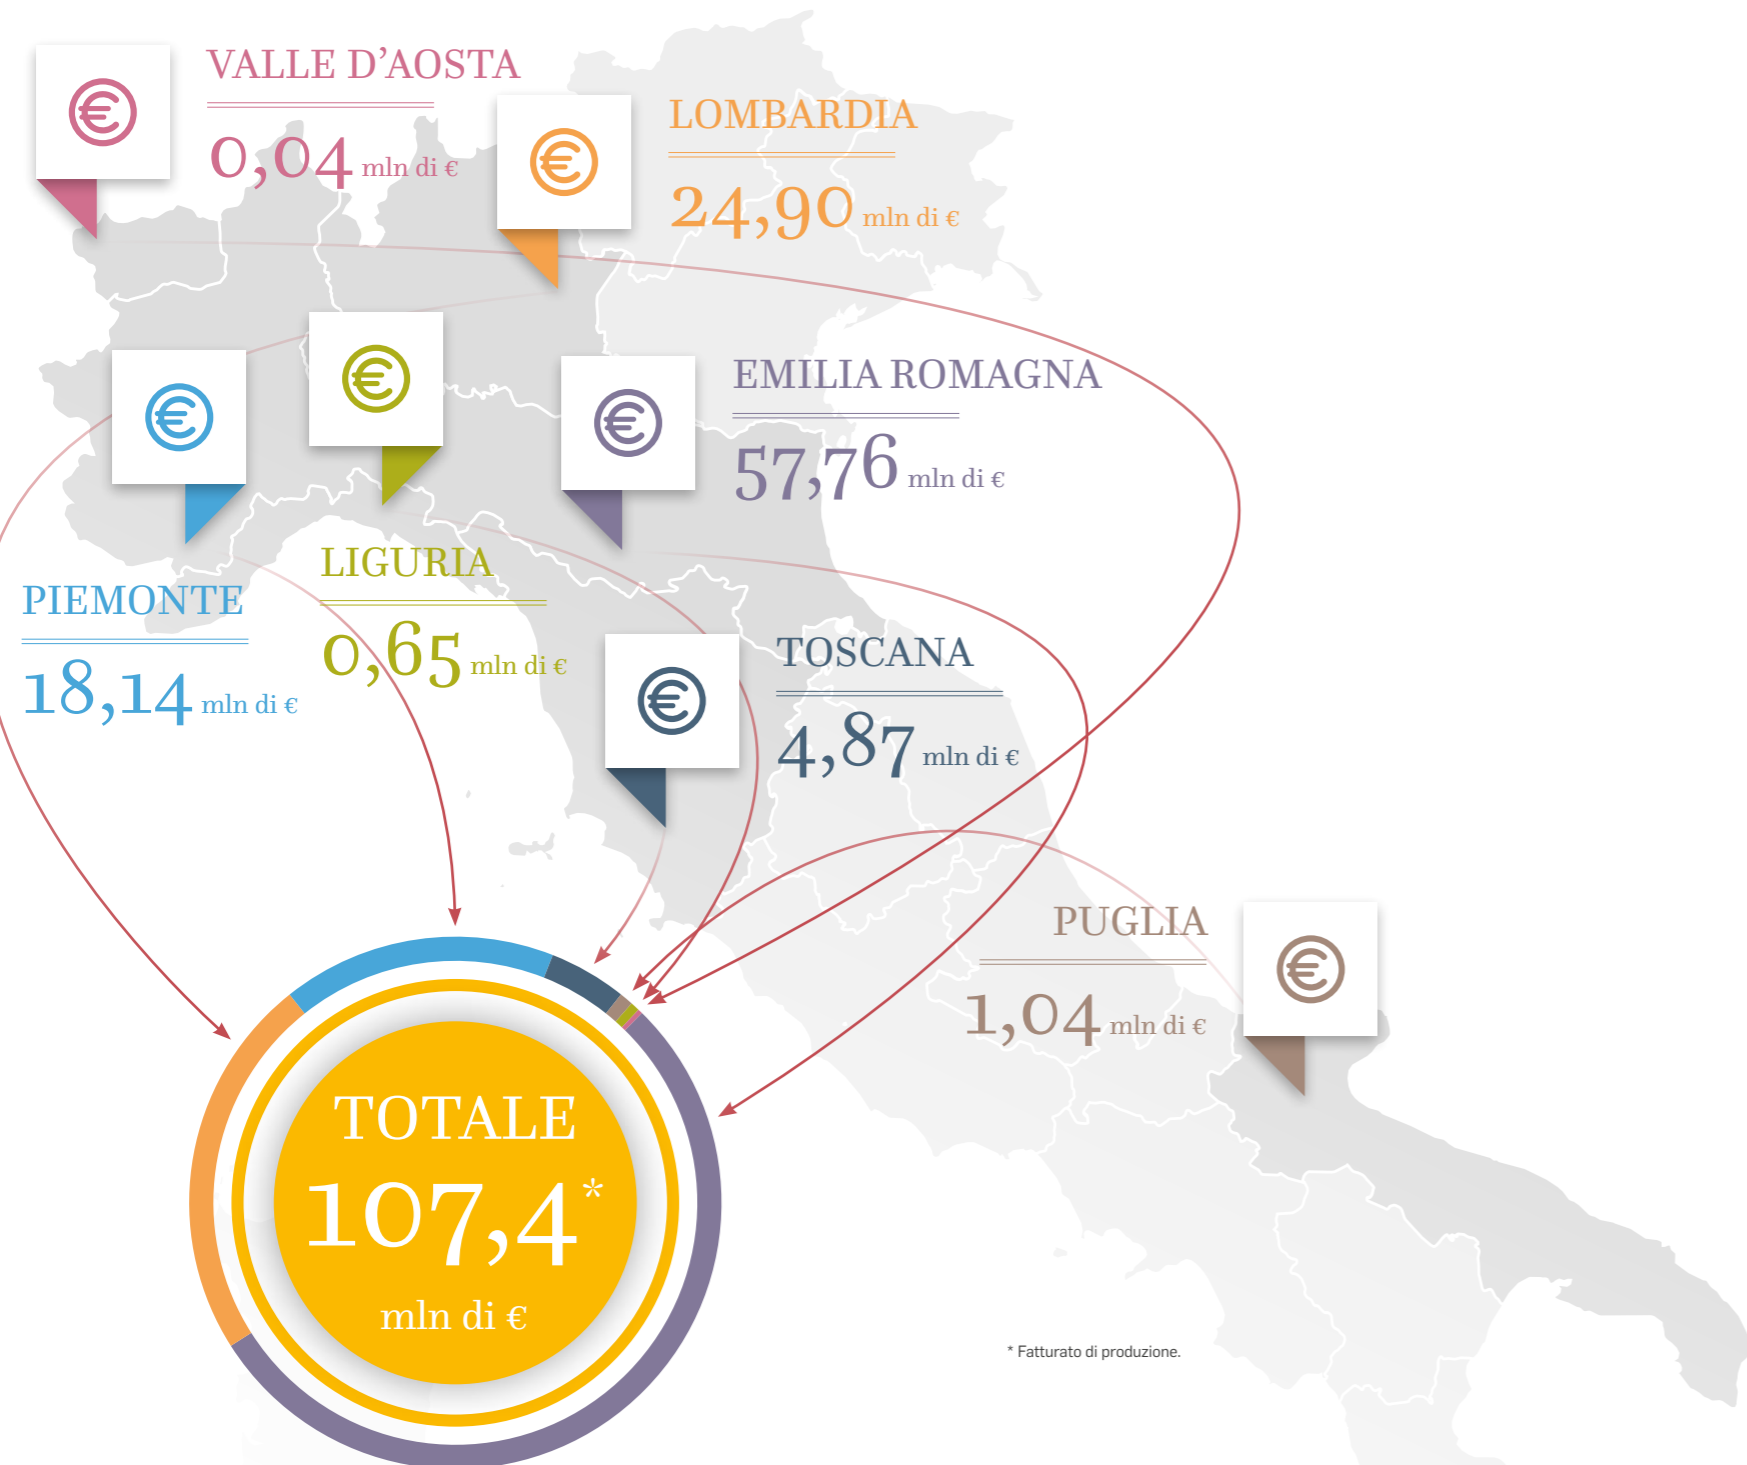 VALLE D'AOSTA
0,04 mln di €
LOMBARDIA
24,90 mln di €
EMILIA ROMAGNA
57,76 mln di €
LIGURIA
0,65 mln di €
PIEMONTE
18,14 mln di €
TOSCANA
4,87 mln di €
PUGLIA
1,04 mln di €
TOTALE
107,4*
mln di €
* Fatturato di produzione.